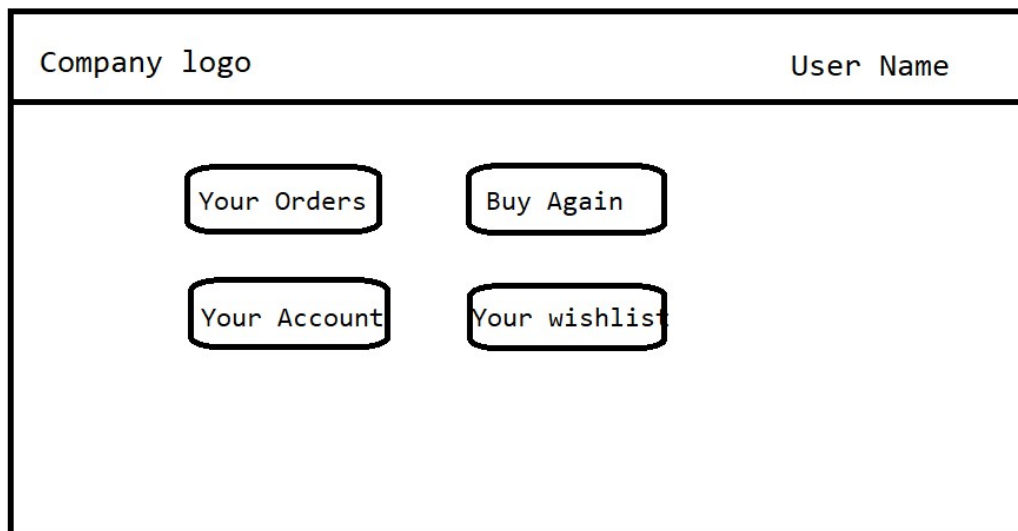 Company logo
User Name
Your Orders
Buy Again
Your Account
Your wishlist